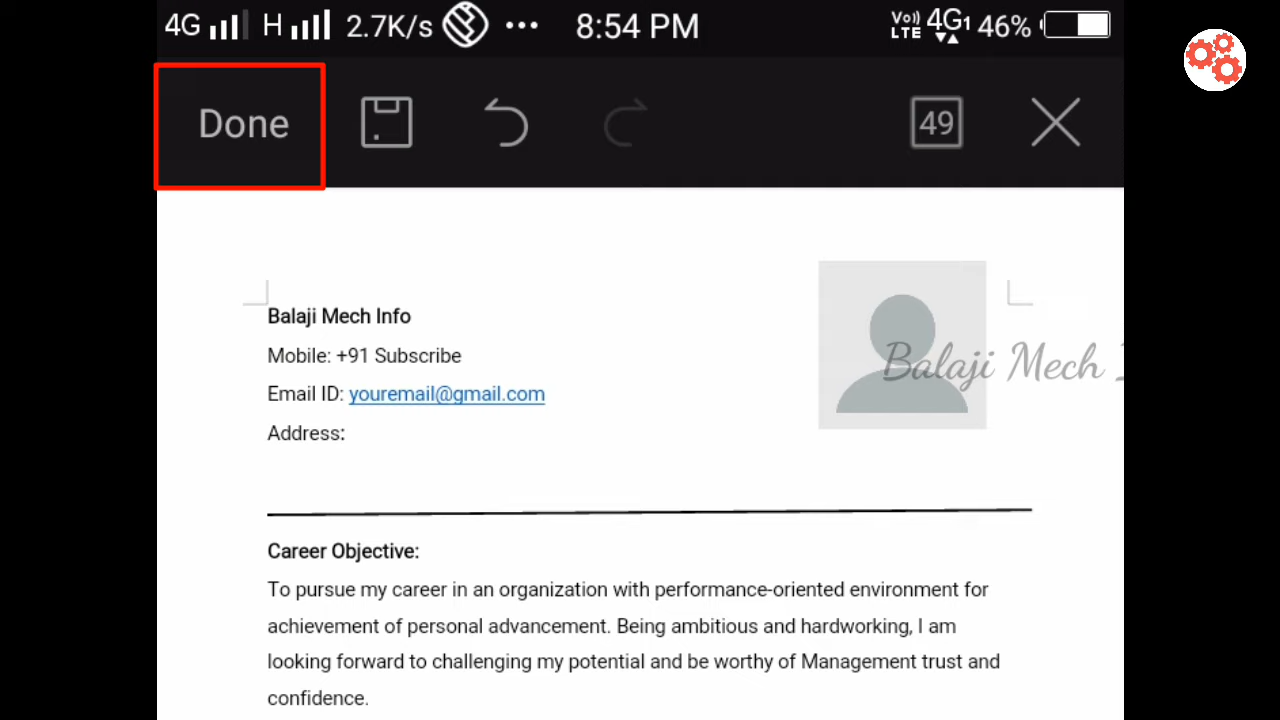 4G H 2.7K/s ••• 8:54 PM Vo)) LTE 4G1 46%
Done 49
Balaji Mech Info
Mobile: +91 Subscribe
Balaji Mech
Email ID: youremail@gmail.com
Address:
Career Objective:
To pursue my career in an organization with performance-oriented environment for
achievement of personal advancement. Being ambitious and hardworking, I am
looking forward to challenging my potential and be worthy of Management trust and
confidence.